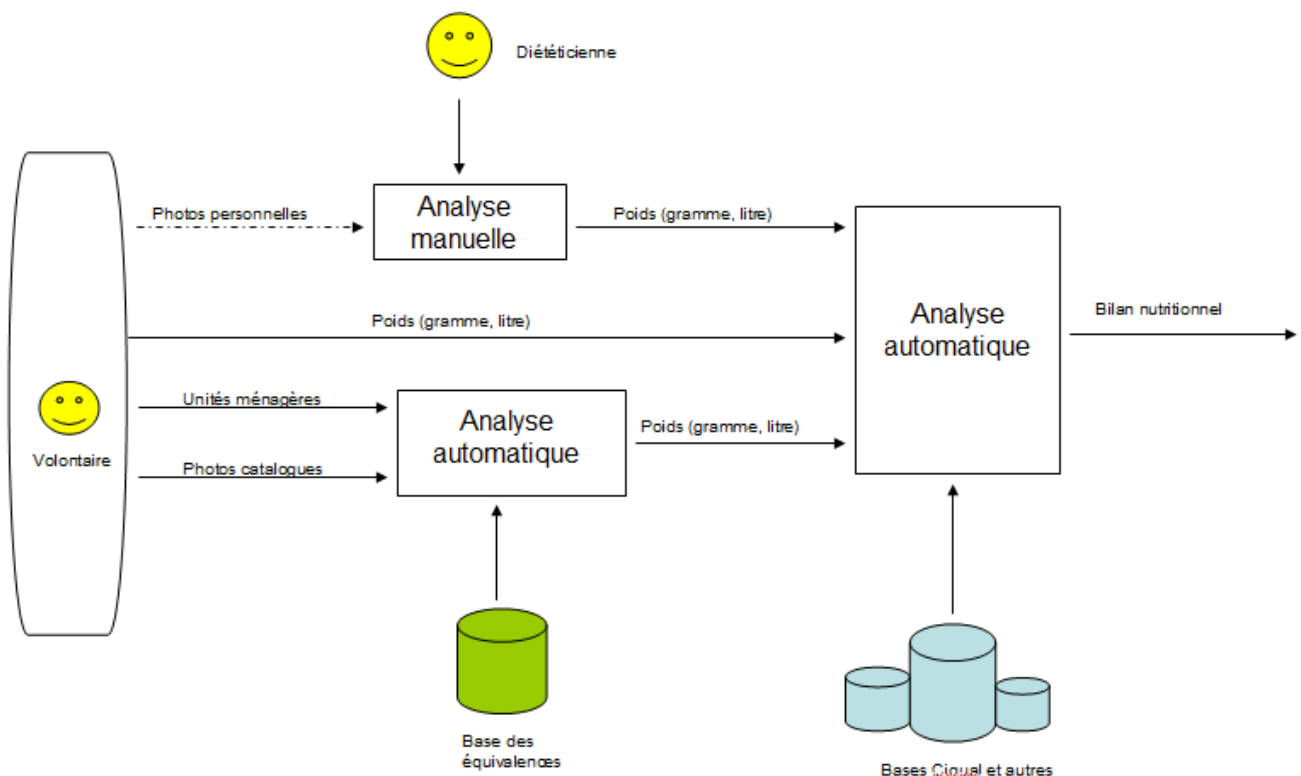 Diététicienne
Photos personnelles
Analyse
manuelle
Poids (gramme, litre)
Poids (gramme, litre)
Analyse
automatique
Bilan nutritionnel
Volontaire
Unités ménagères
Photos catalogues
Analyse
automatique
Poids (gramme, litre)
Base des
équivalences
Bases Ciqual et autres